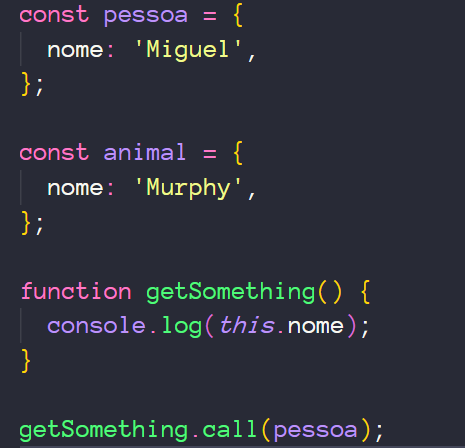 const pessoa = {
  nome: 'Miguel',
};
const animal = {
  nome: 'Murphy',
};
function getSomething() {
  console.log(this.nome);
}
getSomething.call(pessoa);